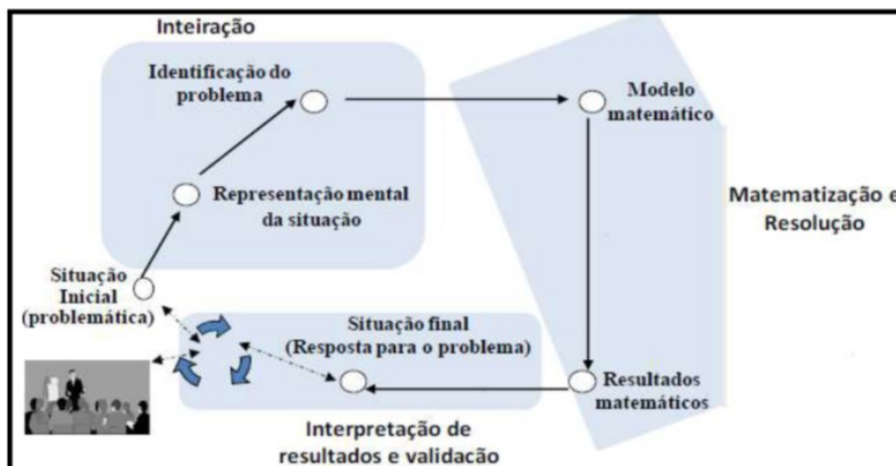 Inteiração
Identificação do
problema
Modelo
matemático
Representação mental
da situação
Matematização e
Resolução
Situação
Inicial
(problemática)
Situação final
(Resposta para o problema)
Resultados
matemáticos
Interpretação de
resultados e validacão